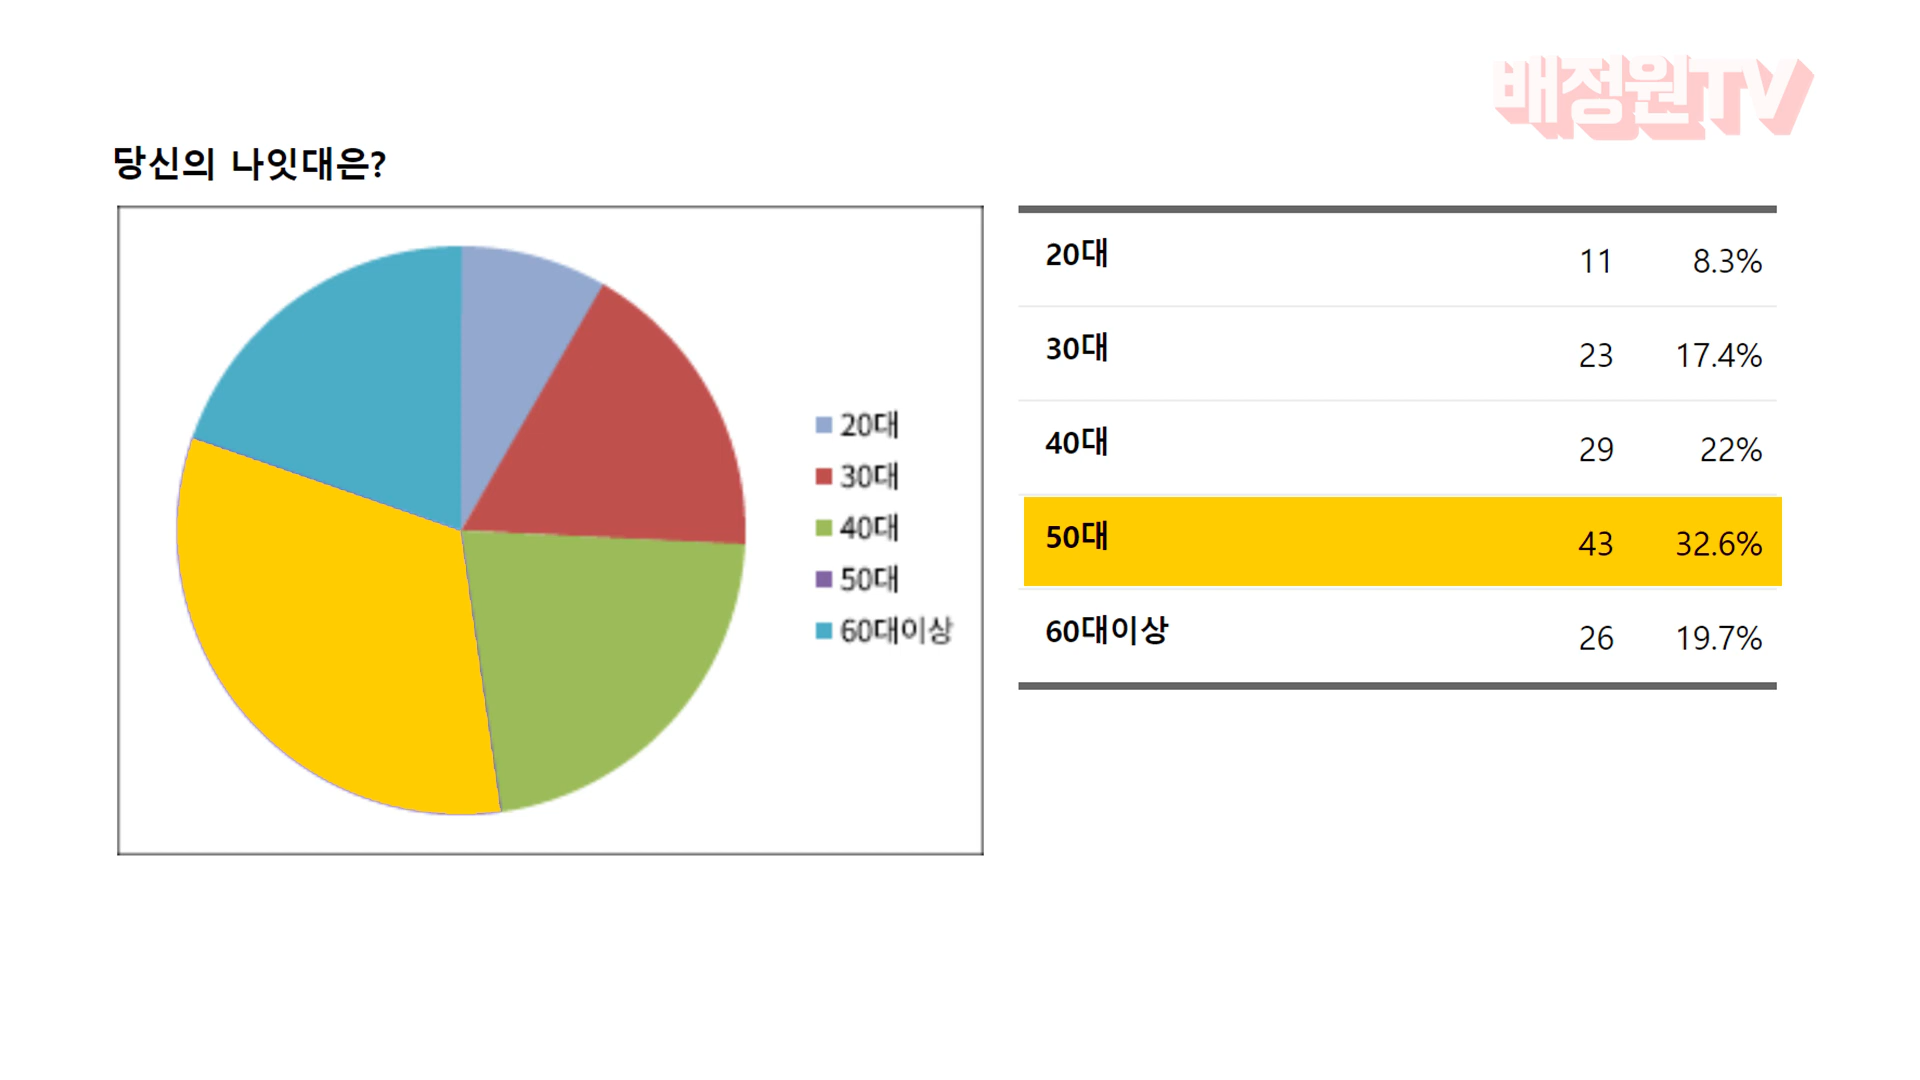 배정원TV
당신의 나잇대은?
20대
30대
40대
50대
60대이상
20대 11 8.3%
30대 23 17.4%
40대 29 22%
50대 43 32.6%
60대이상 26 19.7%